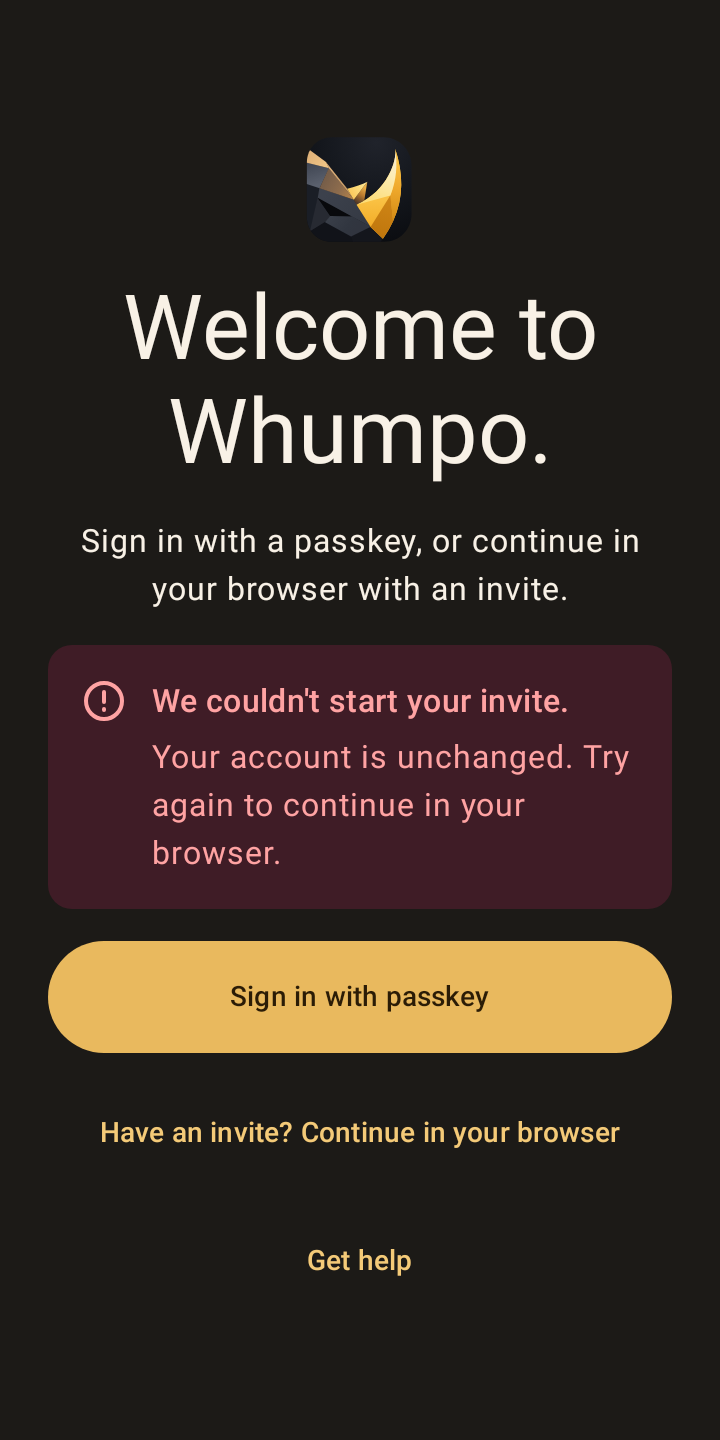 Welcome to
Whumpo.
Sign in with a passkey, or continue in
your browser with an invite.
We couldn't start your invite.
Your account is unchanged. Try
again to continue in your
browser.
Sign in with passkey
Have an invite? Continue in your browser
Get help